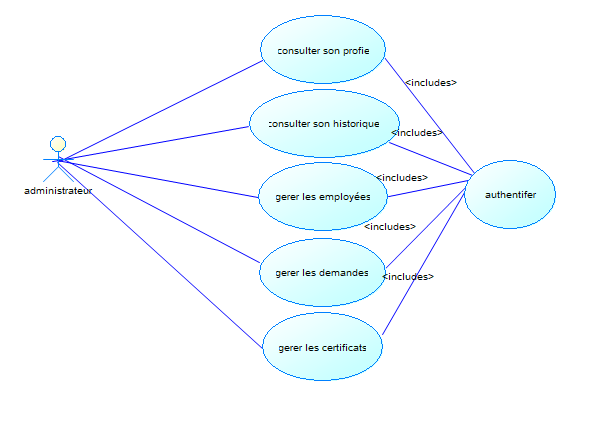 consulter son profie
<includes>
consulter son historique
<includes>
administrateur
<includes>
gerer les employées
authentifer
<includes>
gerer les demandes
<includes>
gerer les certificats